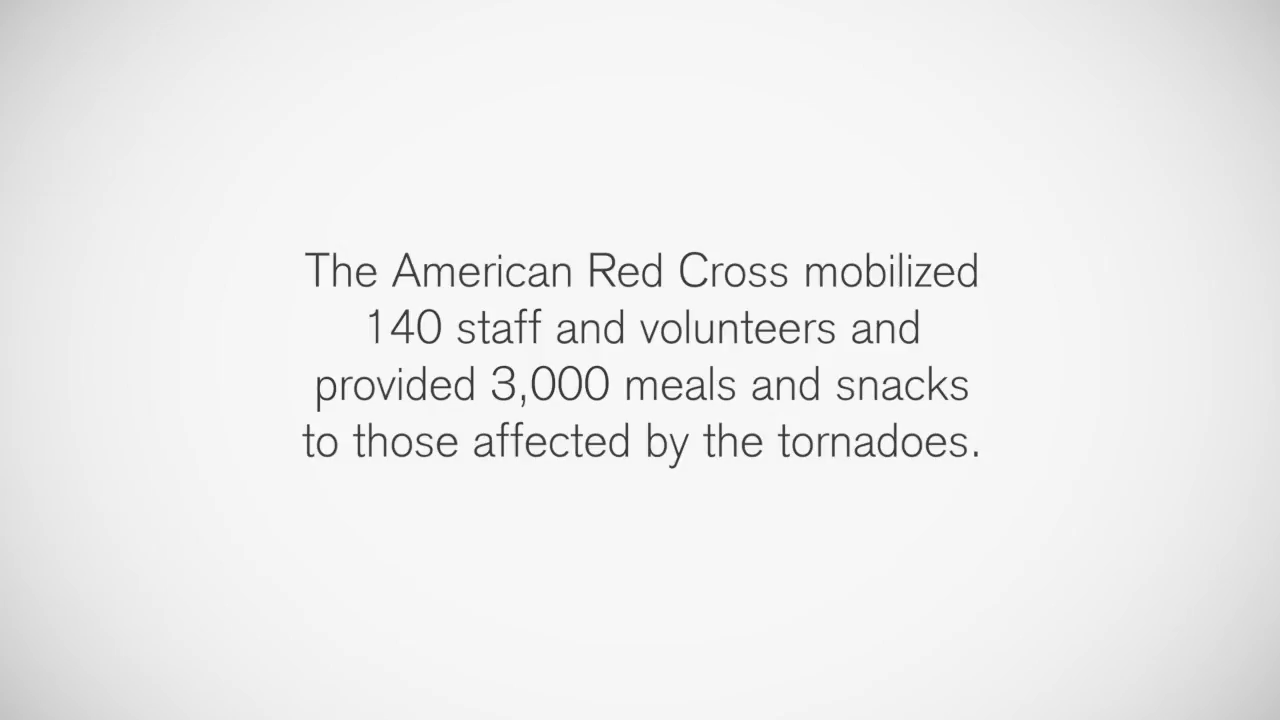 The American Red Cross mobilized
140 staff and volunteers and
provided 3,000 meals and snacks
to those affected by the tornadoes.